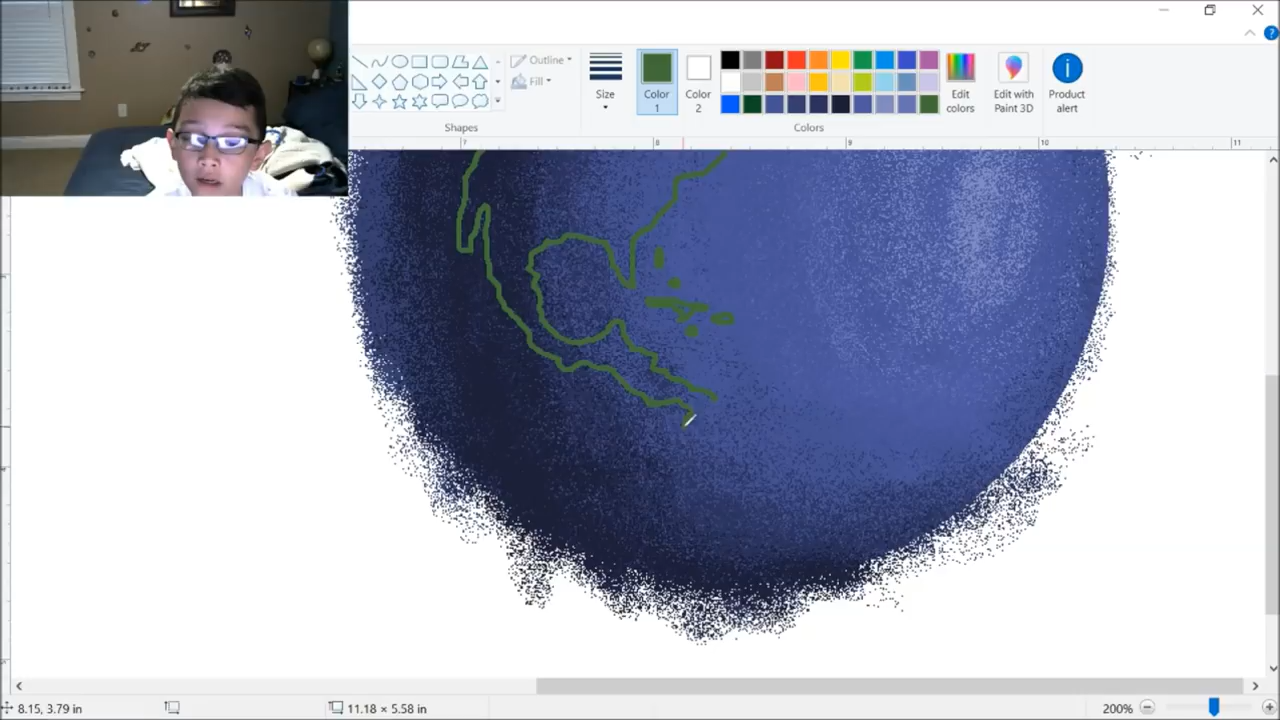 Outline
Fill
Size
Color
1
Color
2
Edit
colors
Edit with
Paint 3D
Product
alert
Shapes
Colors
7 8 9 10 11
8.15, 3.79 in
11.18 × 5.58 in
200%